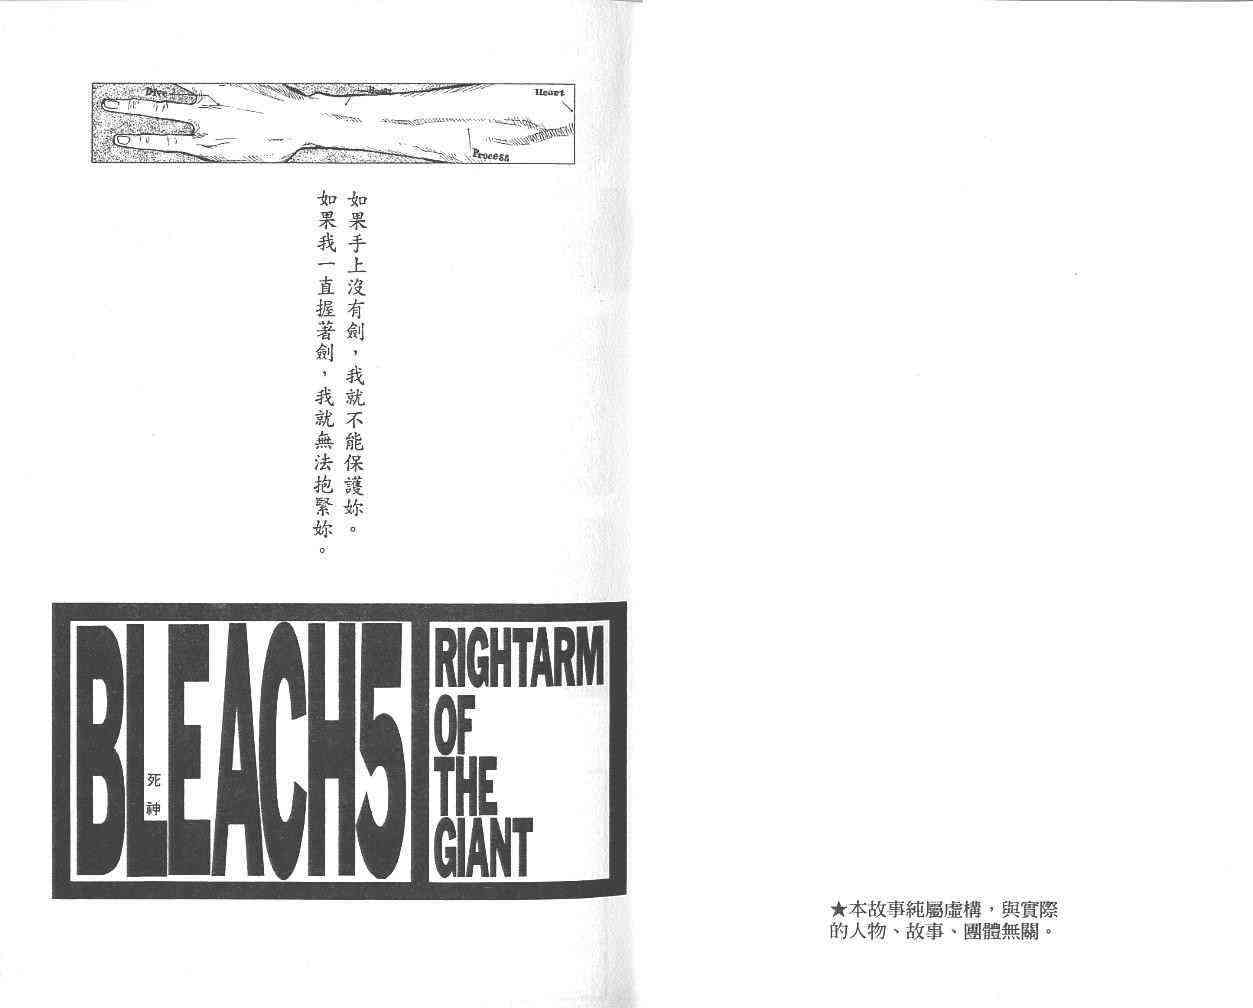 Dive
Heart
Process
如果手上沒有劍，我就不能保護妳。
如果我一直握著劍，我就無法抱緊妳。
BLEACH5
死神
RIGHTARM
OF
THE
GIANT
★本故事純屬虛構，與實際
的人物、故事、團體無關。